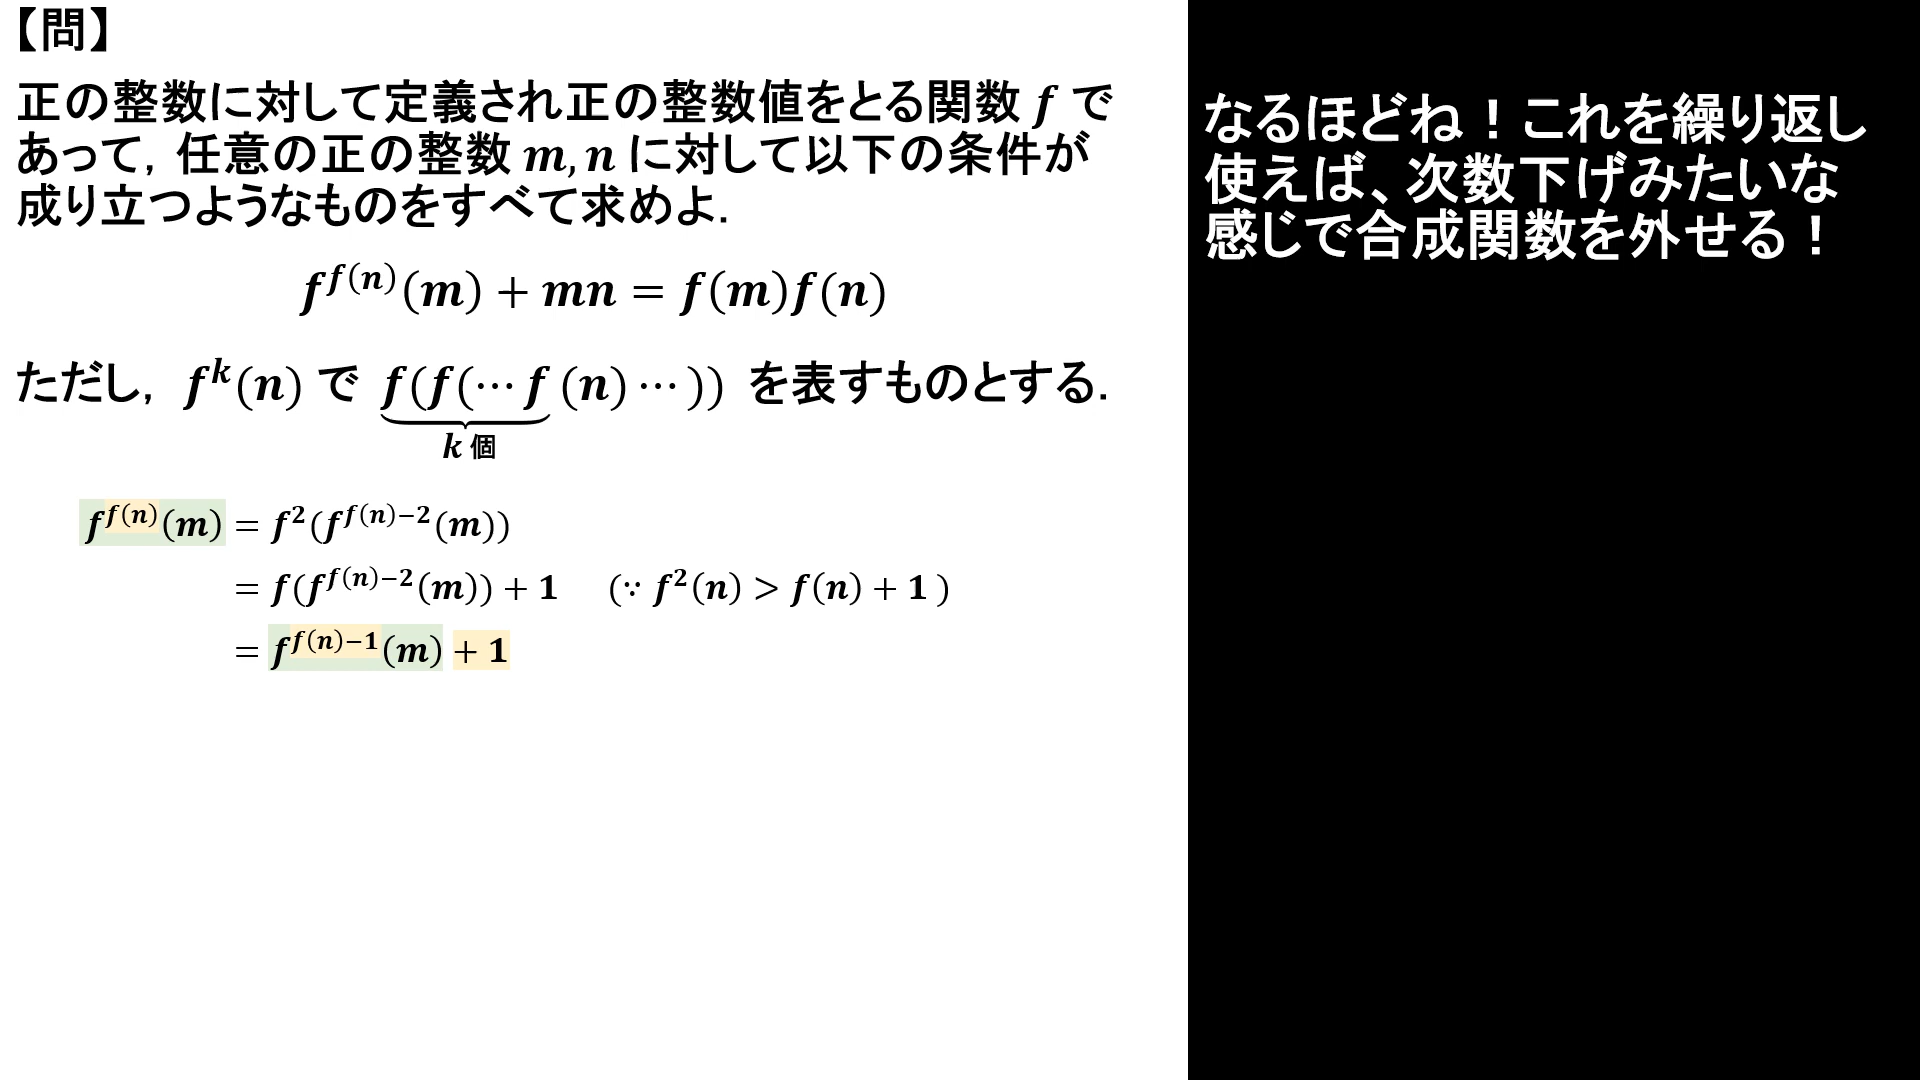 【問】
正の整数に対して定義され正の整数値をとる関数 f で
あって，任意の正の整数 m, n に対して以下の条件が
成り立つようなものをすべて求めよ．
f^{f(n)}(m) + mn = f(m)f(n)
ただし， f^k(n) で f(f(⋯ f (n) ⋯ )) を表すものとする．
k 個
f^{f(n)}(m) = f^2(f^{f(n)−2}(m))
= f(f^{f(n)−2}(m)) + 1 (∵ f^2(n) > f(n) + 1 )
= f^{f(n)−1}(m) + 1
なるほどね！これを繰り返し
使えば、次数下げみたいな
感じで合成関数を外せる！